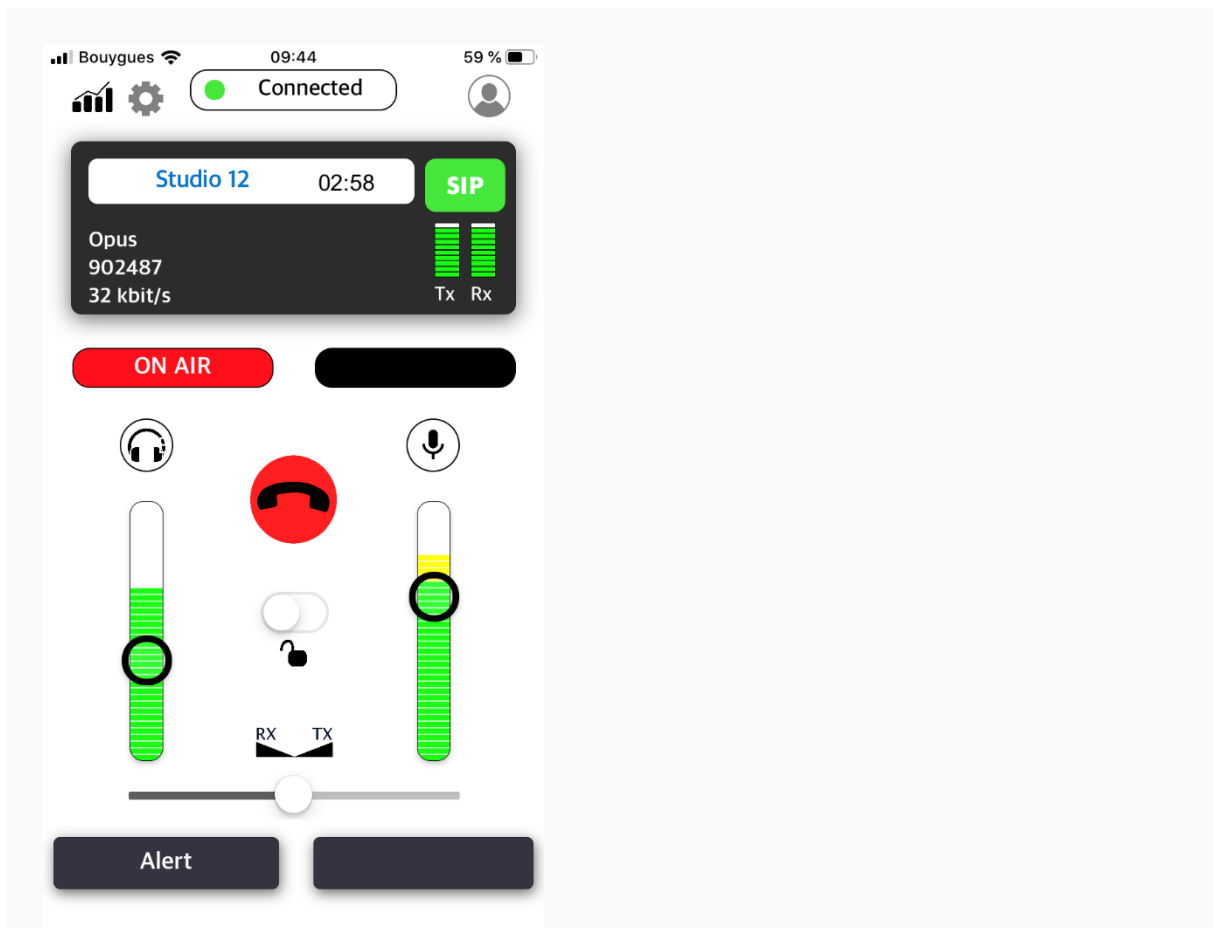 Bouygues 09:44 59 %
Connected
Studio 12 02:58 SIP
Opus
902487
32 kbit/s Tx Rx
ON AIR
RX TX
Alert